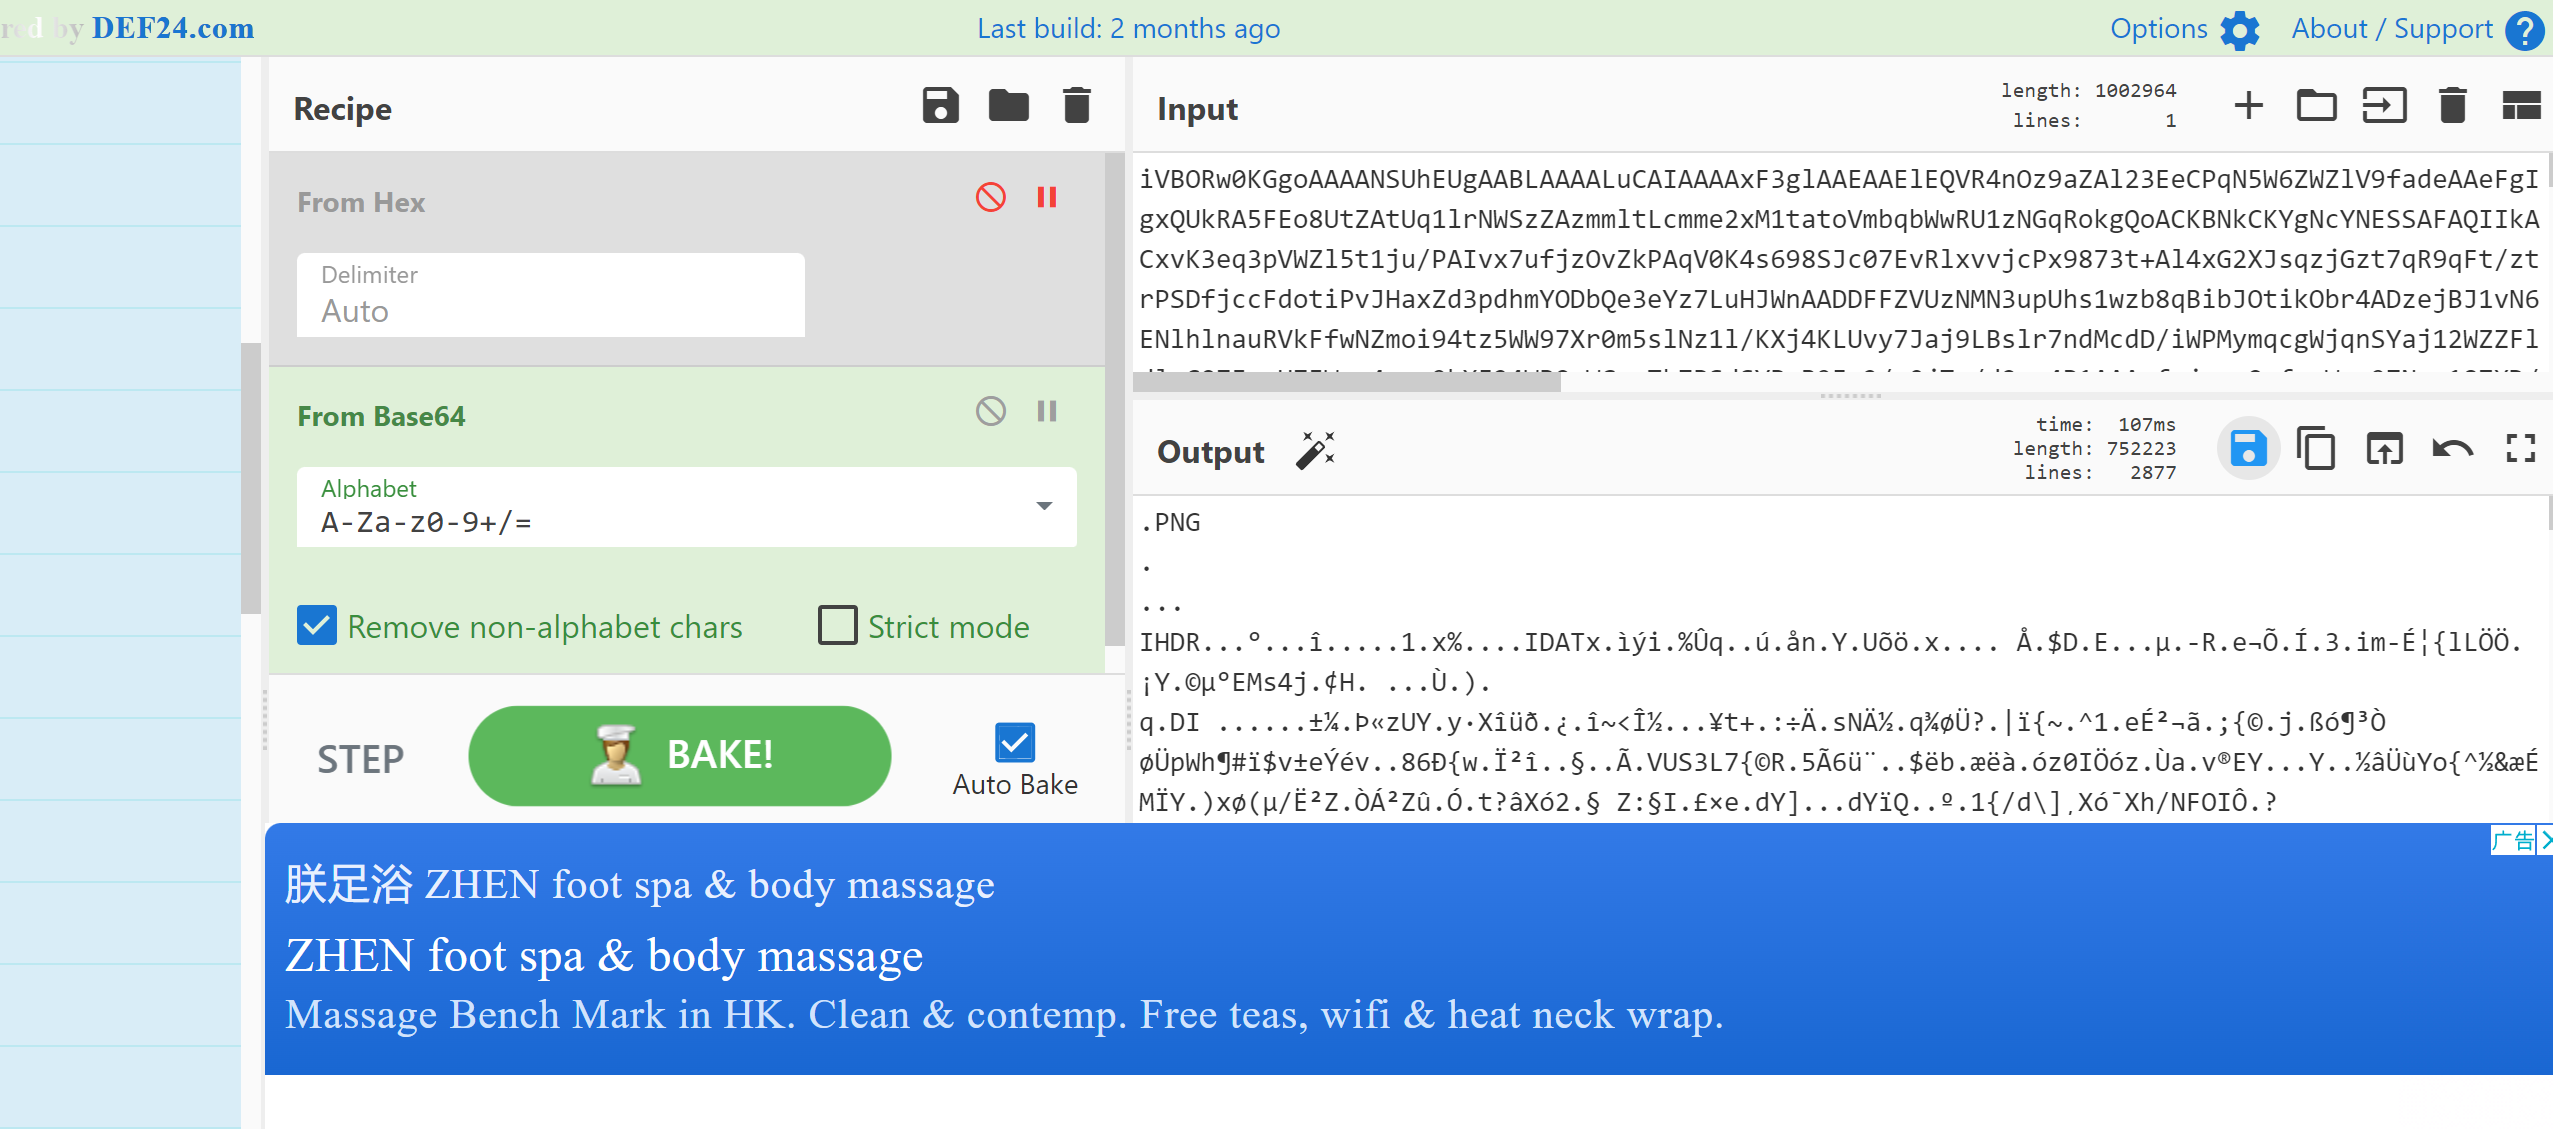 red by DEF24.com
Last build: 2 months ago
Options
About / Support
Recipe
From Hex
Delimiter
Auto
From Base64
Alphabet
A-Za-z0-9+/=
Remove non-alphabet chars
Strict mode
STEP
BAKE!
Auto Bake
Input
length: 1002964
lines: 1
iVBORw0KGgoAAAANSUhEUgAABLAAAALuCAIAAAAxF3glAAEAAElEQVR4nOz9aZAl23EeCPqN5W6ZWZlV9fadeAAeFgI
gxQUkRA5FEo8UtZAtUq1lrNWSzZAzmmltLcmme2xM1tatoVmbqbWwRU1zNGqRokgQoACKBNkCKYgNcYNESSAFAQIIkA
CxvK3eq3pVWZl5t1ju/PAIvx7ufjzOvZkPAqV0K4s698SJc07EvRlxvvjcPx9873t+Al4xG2XJsqzjGzt7qR9qFt/zt
rPSDfjccFdotiPvJHaxZd3pdhmYODbQe3eYz7LuHJWnAADDFFZVUzNMN3upUhs1wzb8qBibJOtikObr4ADzejBJ1vN6
ENlhlnauRVkFfwNZmoi94tz5WW97Xr0m5slNz1l/KXj4KLUvy7Jaj9LBslr7ndMcdD/iWPMymqcgWjqnSYaj12WZZFl
Output
time: 107ms
length: 752223
lines: 2877
.PNG
.
...
IHDR...º...î.....1.x%....IDATx.ìýi.%Ûq..ú.ån.Y.Uõö.x.... Å.$D.E...µ.-R.e¬Õ.Í.3.im-É¦{lLÖÖ.
¡Y.©µºEMs4j.¢H. ...Ù.).
q.DI ......±¼.Þ«zUY.y·Xîüð.¿.î~<Î½...¥t+.:÷Ä.sNÄ½.q¾øÜ?.|ï{~.^1.eÉ²¬ã.;{©.j.ßó¶³Ò
øÜpWh¶#ï$v±eÝév..86Ð{w.Ï²î..§..Ã.VUS3L7{©R.5Ã6ü¨..$ëb.æëà.óz0IÖóz.Ùa.v®EY...Y..½âÜùYo{^½&æÉ
MÏY.)xø(µ/Ë²Z.ÒÁ²Zû.Ó.t?âXó2.§ Z:§I.£×e.dY]...dYïQ..º.1{/d\]¸Xó¯Xh/NFOIÔ.?
广告
朕足浴 ZHEN foot spa & body massage
ZHEN foot spa & body massage
Massage Bench Mark in HK. Clean & contemp. Free teas, wifi & heat neck wrap.